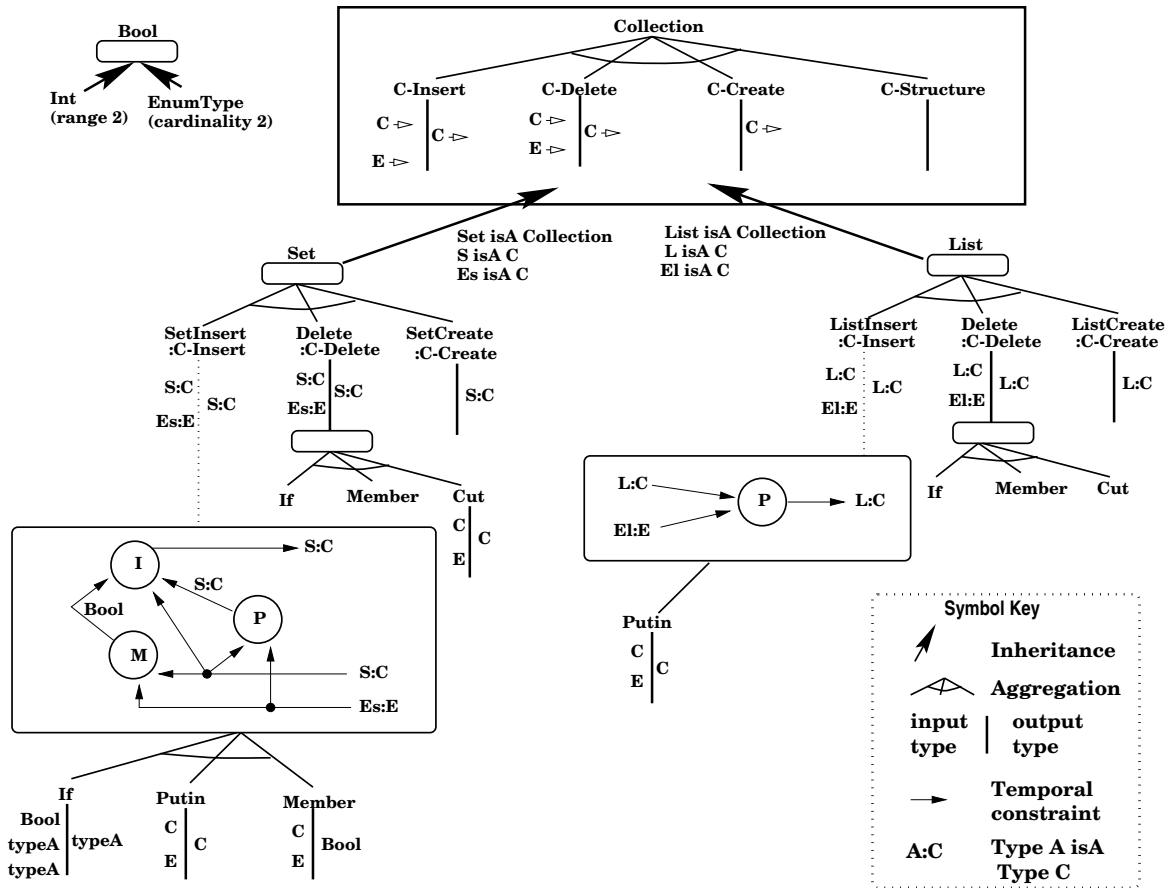 Bool
Int
(range 2)
EnumType
(cardinality 2)
Collection
C-Insert
C-Delete
C-Create
C-Structure
C
E
C
C
E
C
C
Set isA Collection
S isA C
Es isA C
List isA Collection
L isA C
El isA C
Set
SetInsert
:C-Insert
Delete
:C-Delete
SetCreate
:C-Create
S:C
Es:E
S:C
S:C
Es:E
S:C
S:C
If
Member
Cut
C
E
C
List
ListInsert
:C-Insert
Delete
:C-Delete
ListCreate
:C-Create
L:C
El:E
L:C
L:C
El:E
L:C
L:C
If
Member
Cut
L:C
El:E
P
L:C
Putin
C
E
C
I
S:C
S:C
Bool
P
M
S:C
Es:E
If
Bool
typeA
typeA
typeA
Putin
C
E
C
Member
C
E
Bool
Symbol Key
Inheritance
Aggregation
input
type
output
type
Temporal
constraint
A:C
Type A isA
Type C